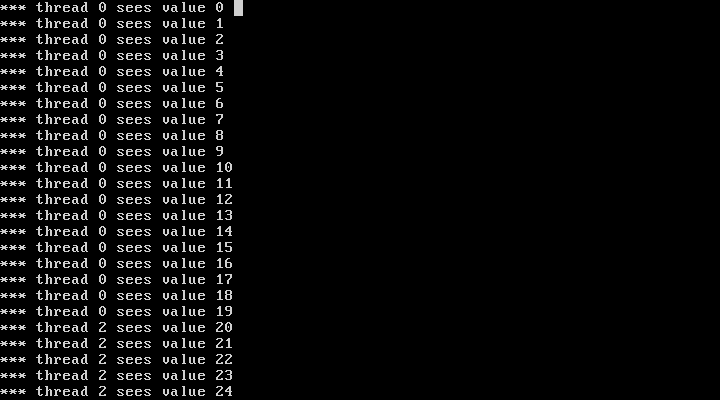 *** thread 0 sees value 0
*** thread 0 sees value 1
*** thread 0 sees value 2
*** thread 0 sees value 3
*** thread 0 sees value 4
*** thread 0 sees value 5
*** thread 0 sees value 6
*** thread 0 sees value 7
*** thread 0 sees value 8
*** thread 0 sees value 9
*** thread 0 sees value 10
*** thread 0 sees value 11
*** thread 0 sees value 12
*** thread 0 sees value 13
*** thread 0 sees value 14
*** thread 0 sees value 15
*** thread 0 sees value 16
*** thread 0 sees value 17
*** thread 0 sees value 18
*** thread 0 sees value 19
*** thread 2 sees value 20
*** thread 2 sees value 21
*** thread 2 sees value 22
*** thread 2 sees value 23
*** thread 2 sees value 24